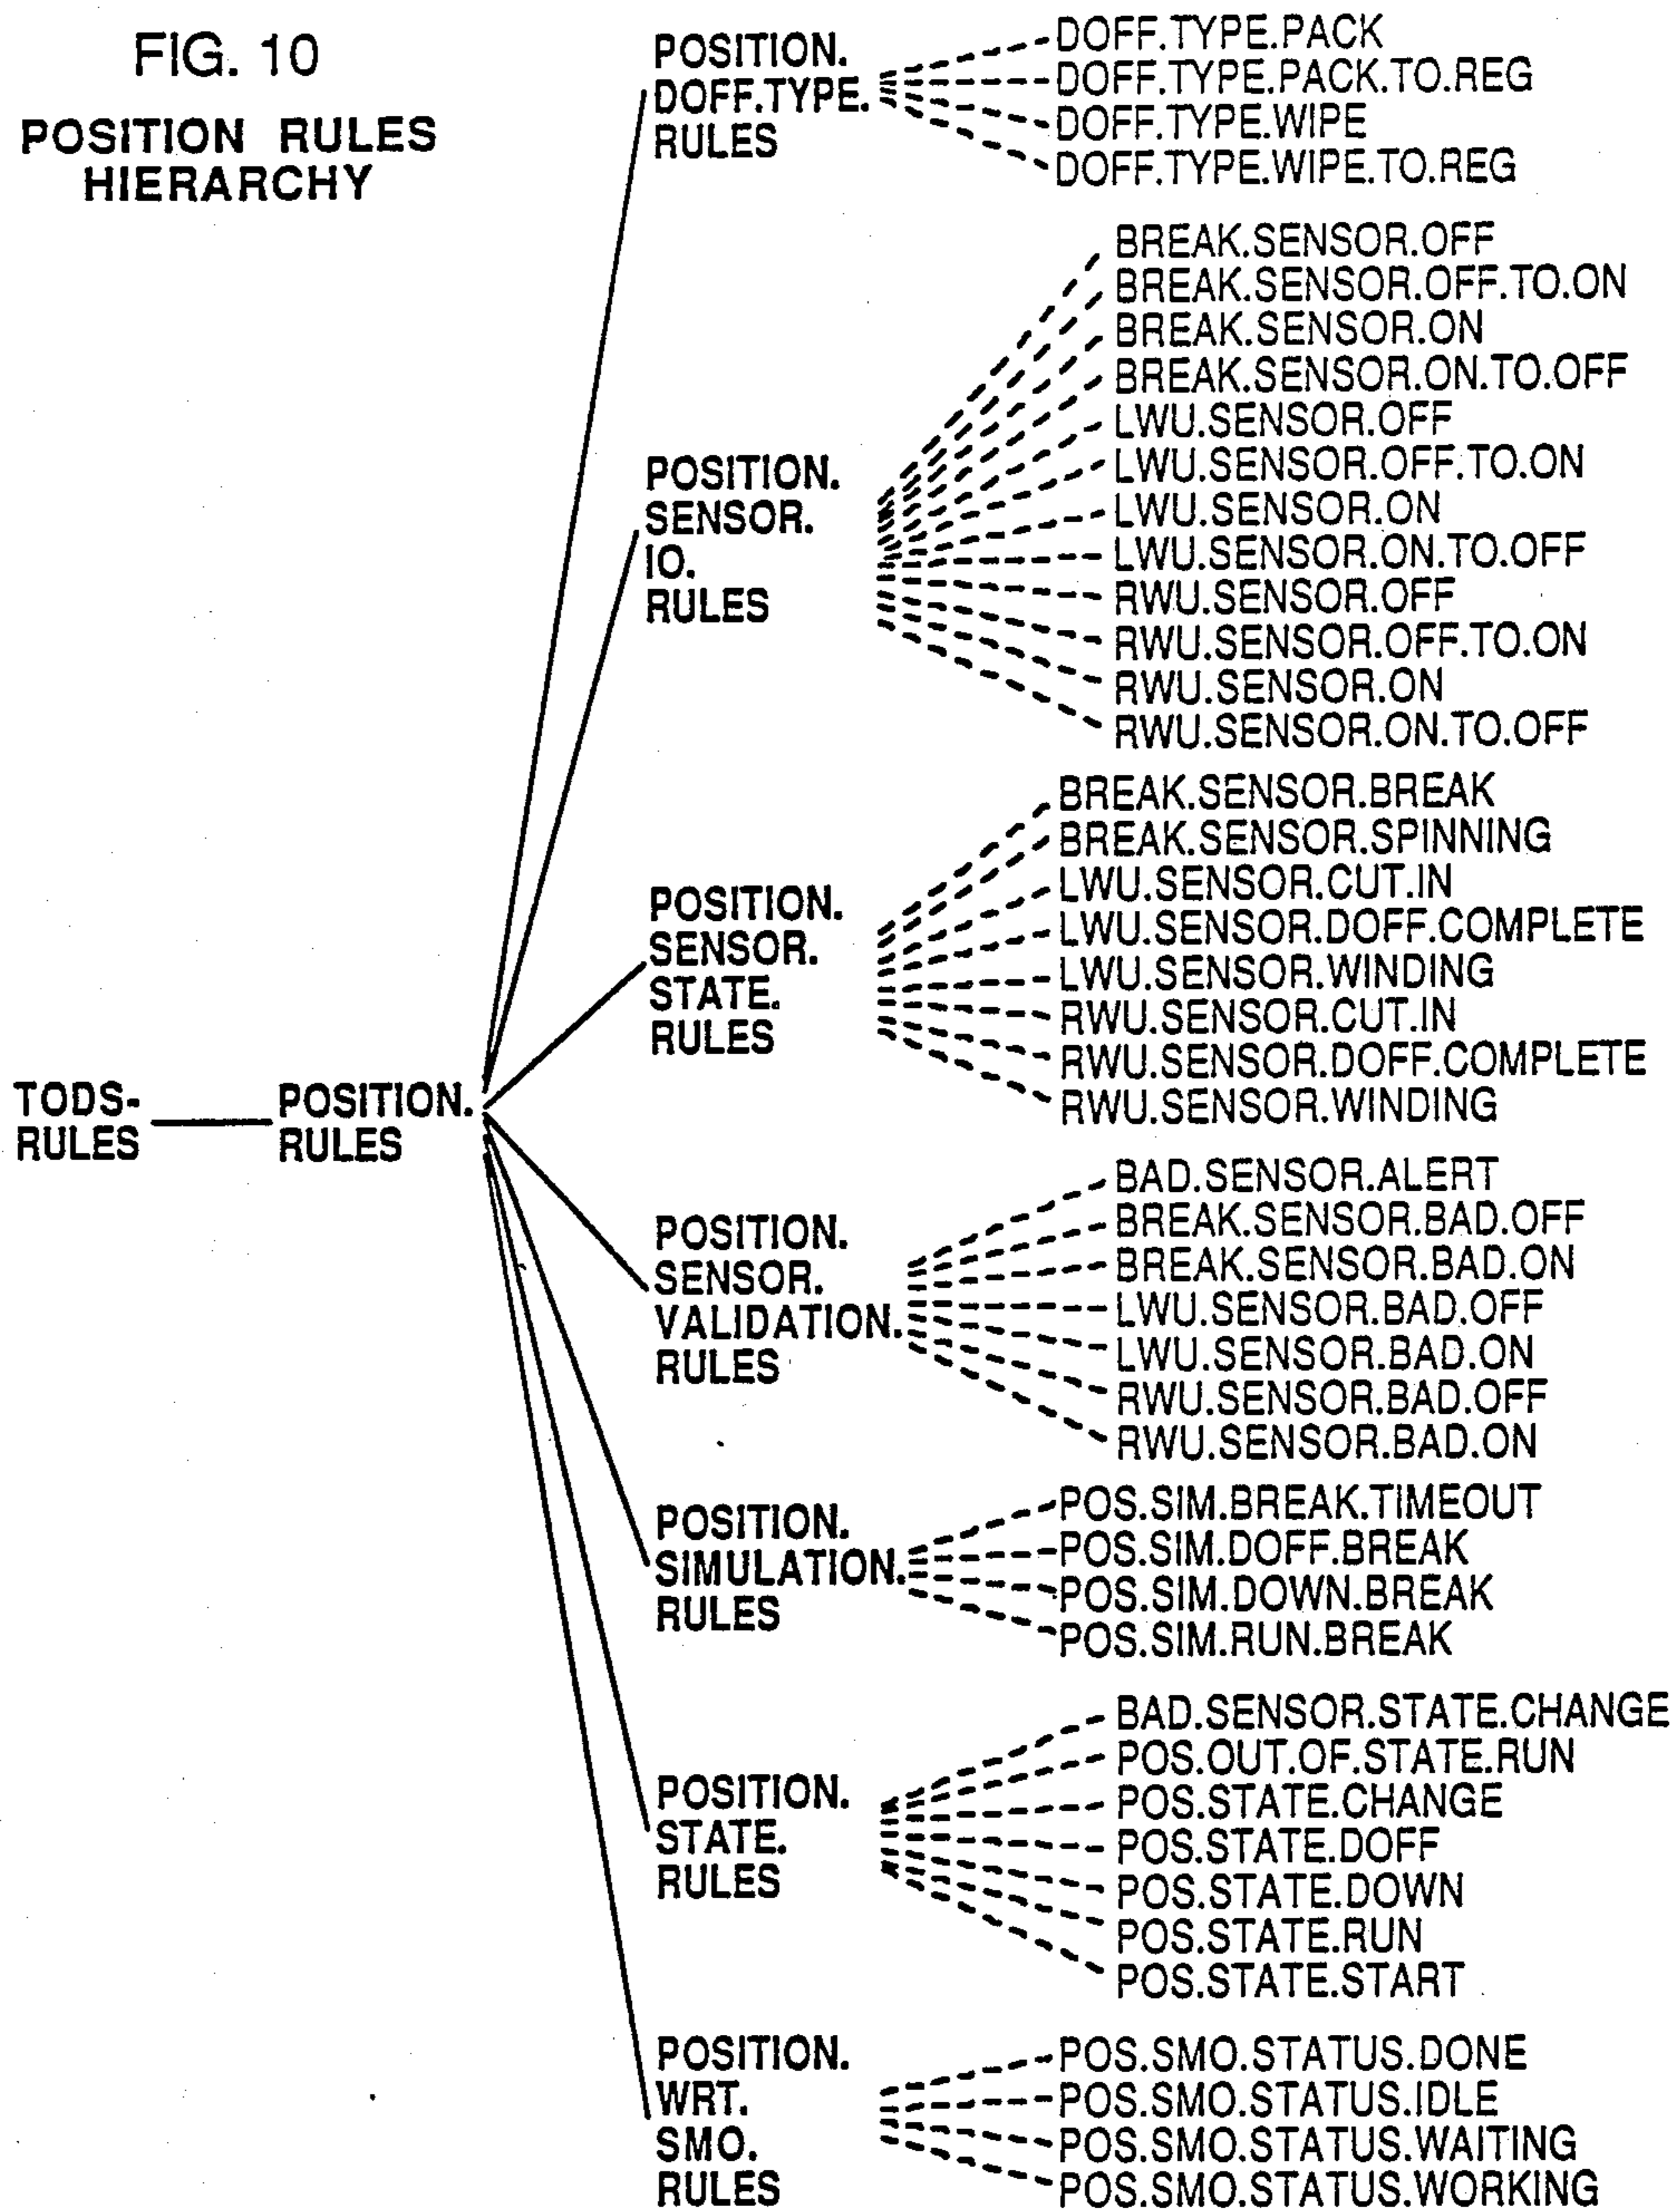 FIG. 10
POSITION RULES
HIERARCHY
TODS-
RULES
POSITION.
RULES
POSITION.
DOFF.TYPE.
RULES
DOFF.TYPE.PACK
DOFF.TYPE.PACK.TO.REG
DOFF.TYPE.WIPE
DOFF.TYPE.WIPE.TO.REG
POSITION.
SENSOR.
IO.
RULES
BREAK.SENSOR.OFF
BREAK.SENSOR.OFF.TO.ON
BREAK.SENSOR.ON
BREAK.SENSOR.ON.TO.OFF
LWU.SENSOR.OFF
LWU.SENSOR.OFF.TO.ON
LWU.SENSOR.ON
LWU.SENSOR.ON.TO.OFF
RWU.SENSOR.OFF
RWU.SENSOR.OFF.TO.ON
RWU.SENSOR.ON
RWU.SENSOR.ON.TO.OFF
POSITION.
SENSOR.
STATE.
RULES
BREAK.SENSOR.BREAK
BREAK.SENSOR.SPINNING
LWU.SENSOR.CUT.IN
LWU.SENSOR.DOFF.COMPLETE
LWU.SENSOR.WINDING
RWU.SENSOR.CUT.IN
RWU.SENSOR.DOFF.COMPLETE
RWU.SENSOR.WINDING
POSITION.
SENSOR.
VALIDATION.
RULES
BAD.SENSOR.ALERT
BREAK.SENSOR.BAD.OFF
BREAK.SENSOR.BAD.ON
LWU.SENSOR.BAD.OFF
LWU.SENSOR.BAD.ON
RWU.SENSOR.BAD.OFF
RWU.SENSOR.BAD.ON
POSITION.
SIMULATION.
RULES
POS.SIM.BREAK.TIMEOUT
POS.SIM.DOFF.BREAK
POS.SIM.DOWN.BREAK
POS.SIM.RUN.BREAK
POSITION.
STATE.
RULES
BAD.SENSOR.STATE.CHANGE
POS.OUT.OF.STATE.RUN
POS.STATE.CHANGE
POS.STATE.DOFF
POS.STATE.DOWN
POS.STATE.RUN
POS.STATE.START
POSITION.
WRT.
SMO.
RULES
POS.SMO.STATUS.DONE
POS.SMO.STATUS.IDLE
POS.SMO.STATUS.WAITING
POS.SMO.STATUS.WORKING